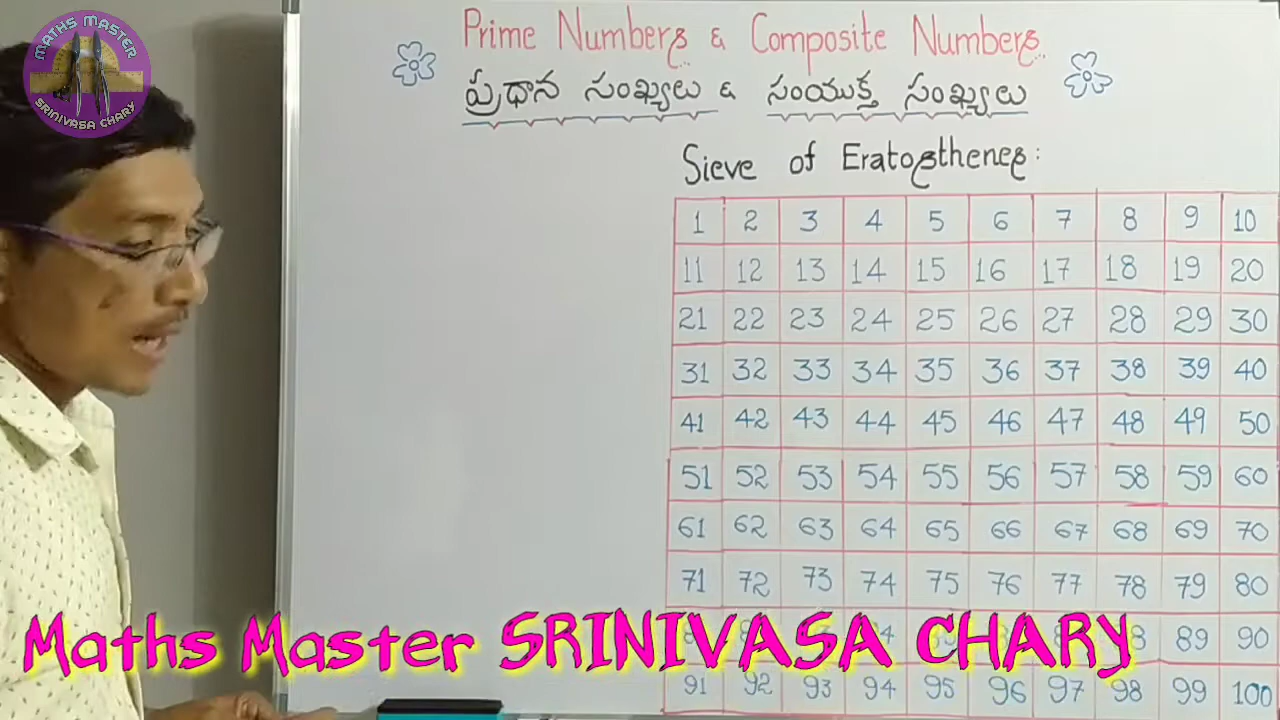 MATHS MASTER
SRINIVASA CHARY
Prime Numbers & Composite Numbers
ప్రధాన సంఖ్యలు & సంయుక్త సంఖ్యలు
Sieve of Eratosthenes:
1 2 3 4 5 6 7 8 9 10
11 12 13 14 15 16 17 18 19 20
21 22 23 24 25 26 27 28 29 30
31 32 33 34 35 36 37 38 39 40
41 42 43 44 45 46 47 48 49 50
51 52 53 54 55 56 57 58 59 60
61 62 63 64 65 66 67 68 69 70
71 72 73 74 75 76 77 78 79 80
89 90
Maths Master SRINIVASA CHARY
91 92 93 94 95 96 97 98 99 100